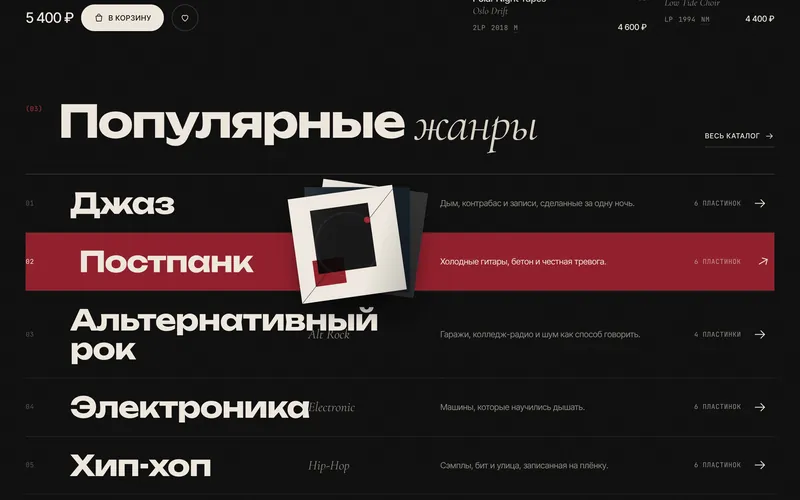 5 400 ₽
В КОРЗИНУ
Oslo Drift
2LP 2018 M
4 600 ₽
Low Tide Choir
LP 1994 NM
4 400 ₽
(03)
Популярные жанры
ВЕСЬ КАТАЛОГ →
01
Джаз
Дым, контрабас и записи, сделанные за одну ночь.
6 ПЛАСТИНОК →
02
Постпанк
Холодные гитары, бетон и честная тревога.
6 ПЛАСТИНОК
03
Альтернативный
рок
Alt Rock
Гаражи, колледж-радио и шум как способ говорить.
4 ПЛАСТИНКИ →
04
Электроника
Electronic
Машины, которые научились дышать.
6 ПЛАСТИНОК →
05
Хип-хоп
Hip-Hop
Сэмплы, бит и улица, записанная на плёнку.
6 ПЛАСТИНОК →